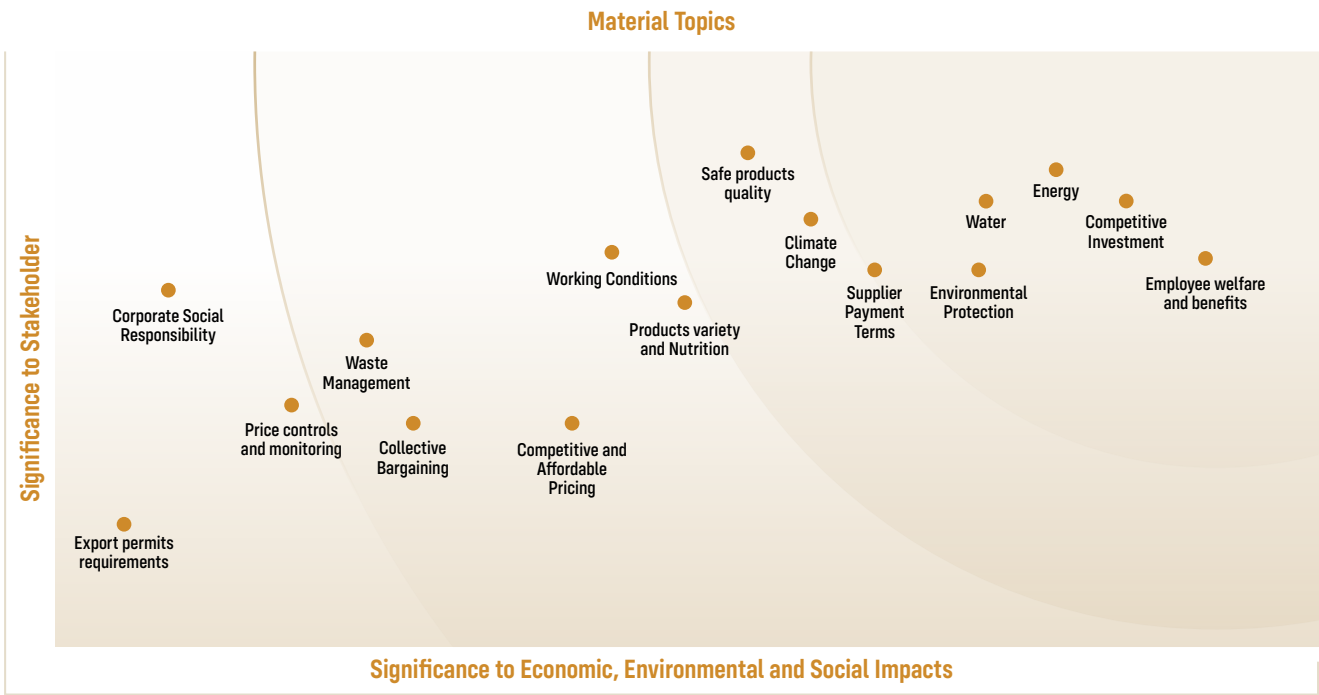 Material Topics
Significance to Stakeholder
Safe products
quality
Energy
Water
Competitive
Investment
Climate
Change
Working Conditions
Employee welfare
and benefits
Supplier
Payment
Terms
Environmental
Protection
Corporate Social
Responsibility
Products variety
and Nutrition
Waste
Management
Price controls
and monitoring
Collective
Bargaining
Competitive and
Affordable
Pricing
Export permits
requirements
Significance to Economic, Environmental and Social Impacts